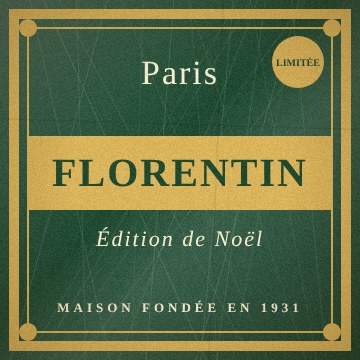 Paris
LIMITÉE
FLORENTIN
Édition de Noël
MAISON FONDÉE EN 1931